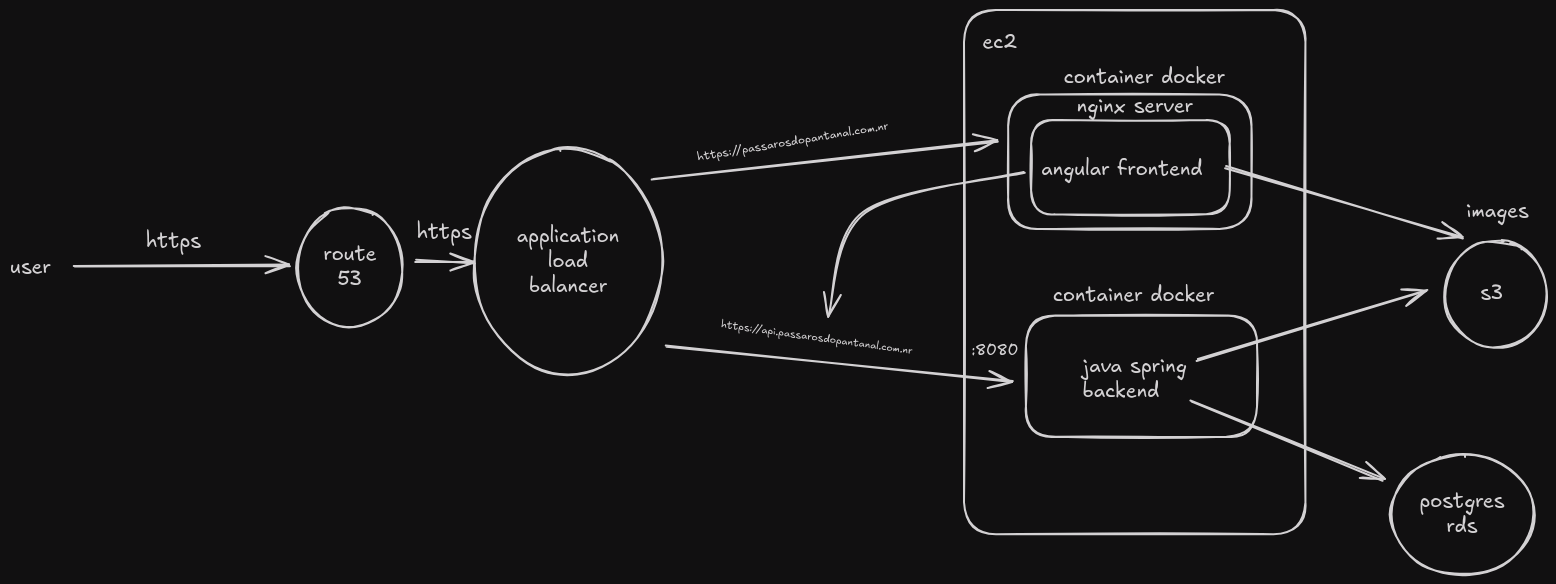 ec2
container docker
nginx server
https://passarosdopantanal.com.nr
angular frontend
images
https
https
user
route
53
application
load
balancer
s3
container docker
https://api.passarosdopantanal.com.nr
:8080
java spring
backend
postgres
rds